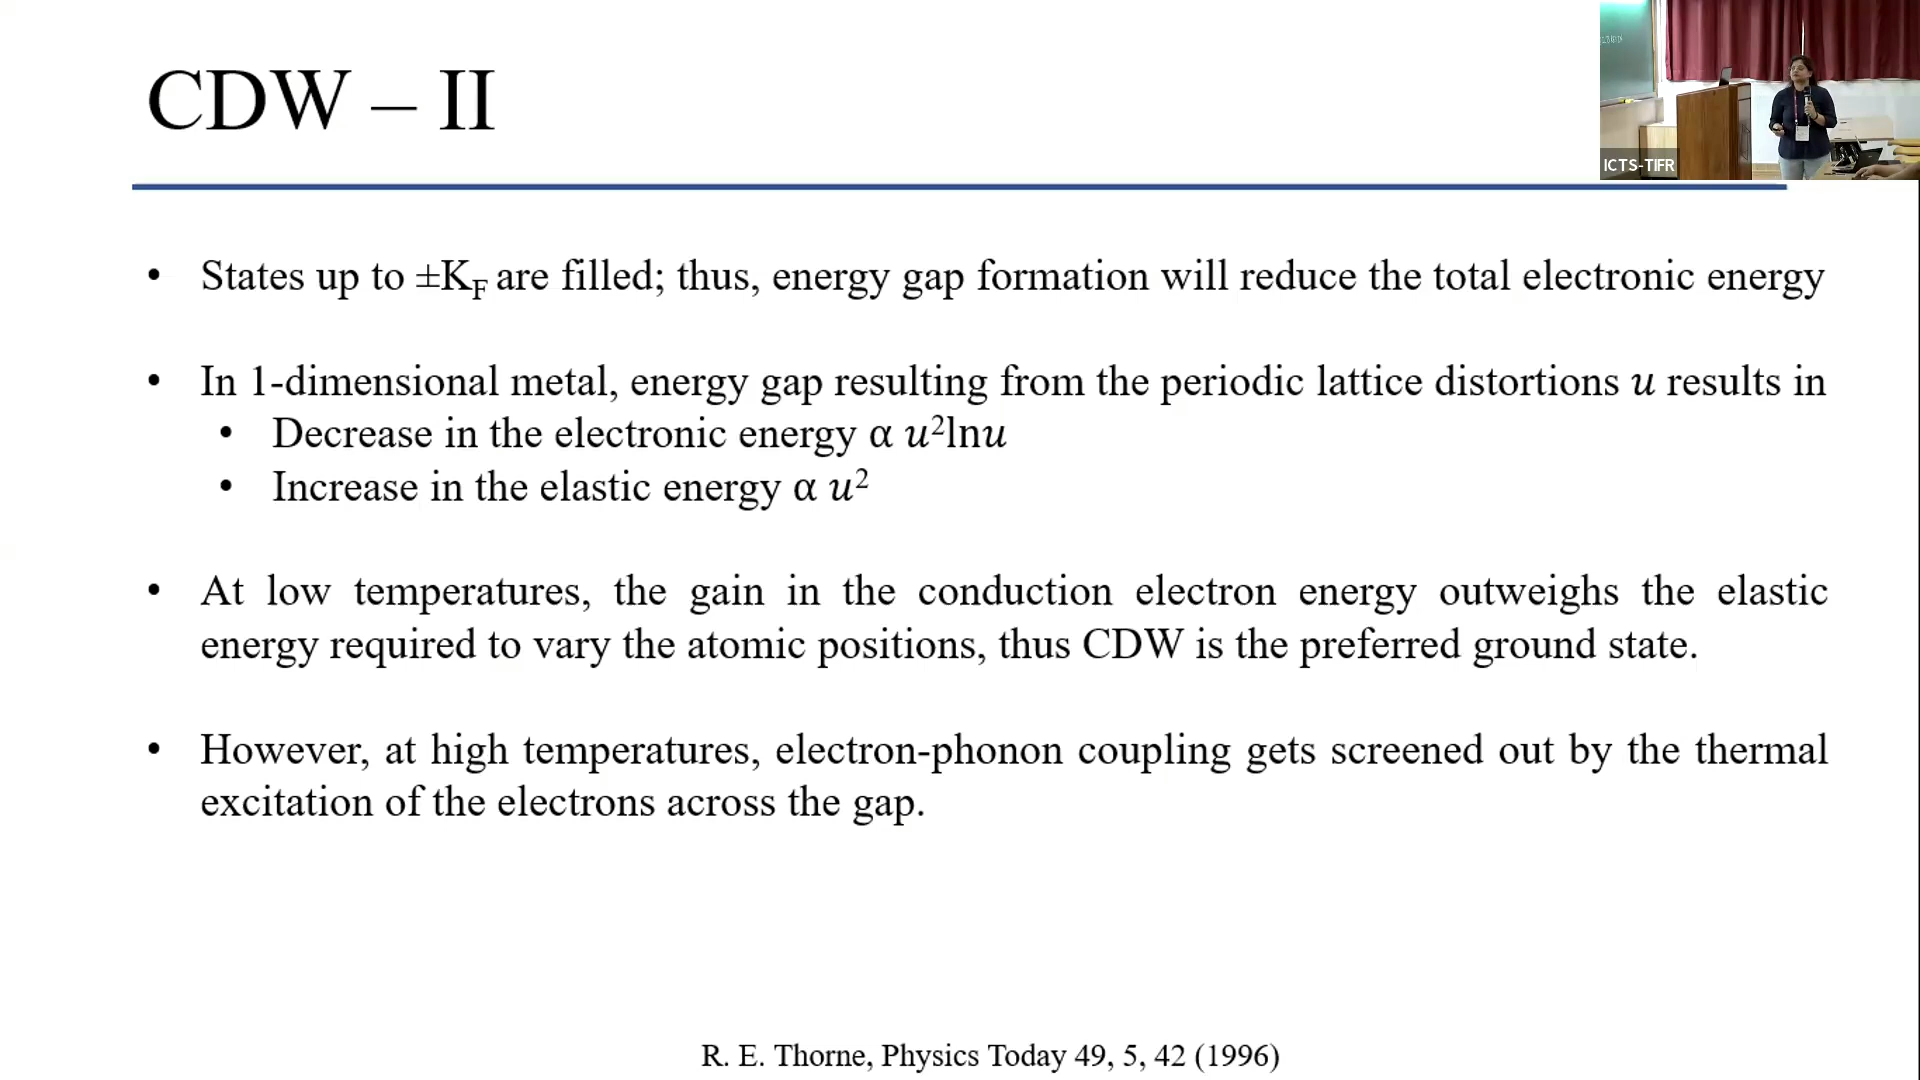 CDW – II
ICTS-TIFR
• States up to ±K_F are filled; thus, energy gap formation will reduce the total electronic energy
• In 1-dimensional metal, energy gap resulting from the periodic lattice distortions u results in
• Decrease in the electronic energy α u²lnu
• Increase in the elastic energy α u²
• At low temperatures, the gain in the conduction electron energy outweighs the elastic
energy required to vary the atomic positions, thus CDW is the preferred ground state.
• However, at high temperatures, electron-phonon coupling gets screened out by the thermal
excitation of the electrons across the gap.
R. E. Thorne, Physics Today 49, 5, 42 (1996)